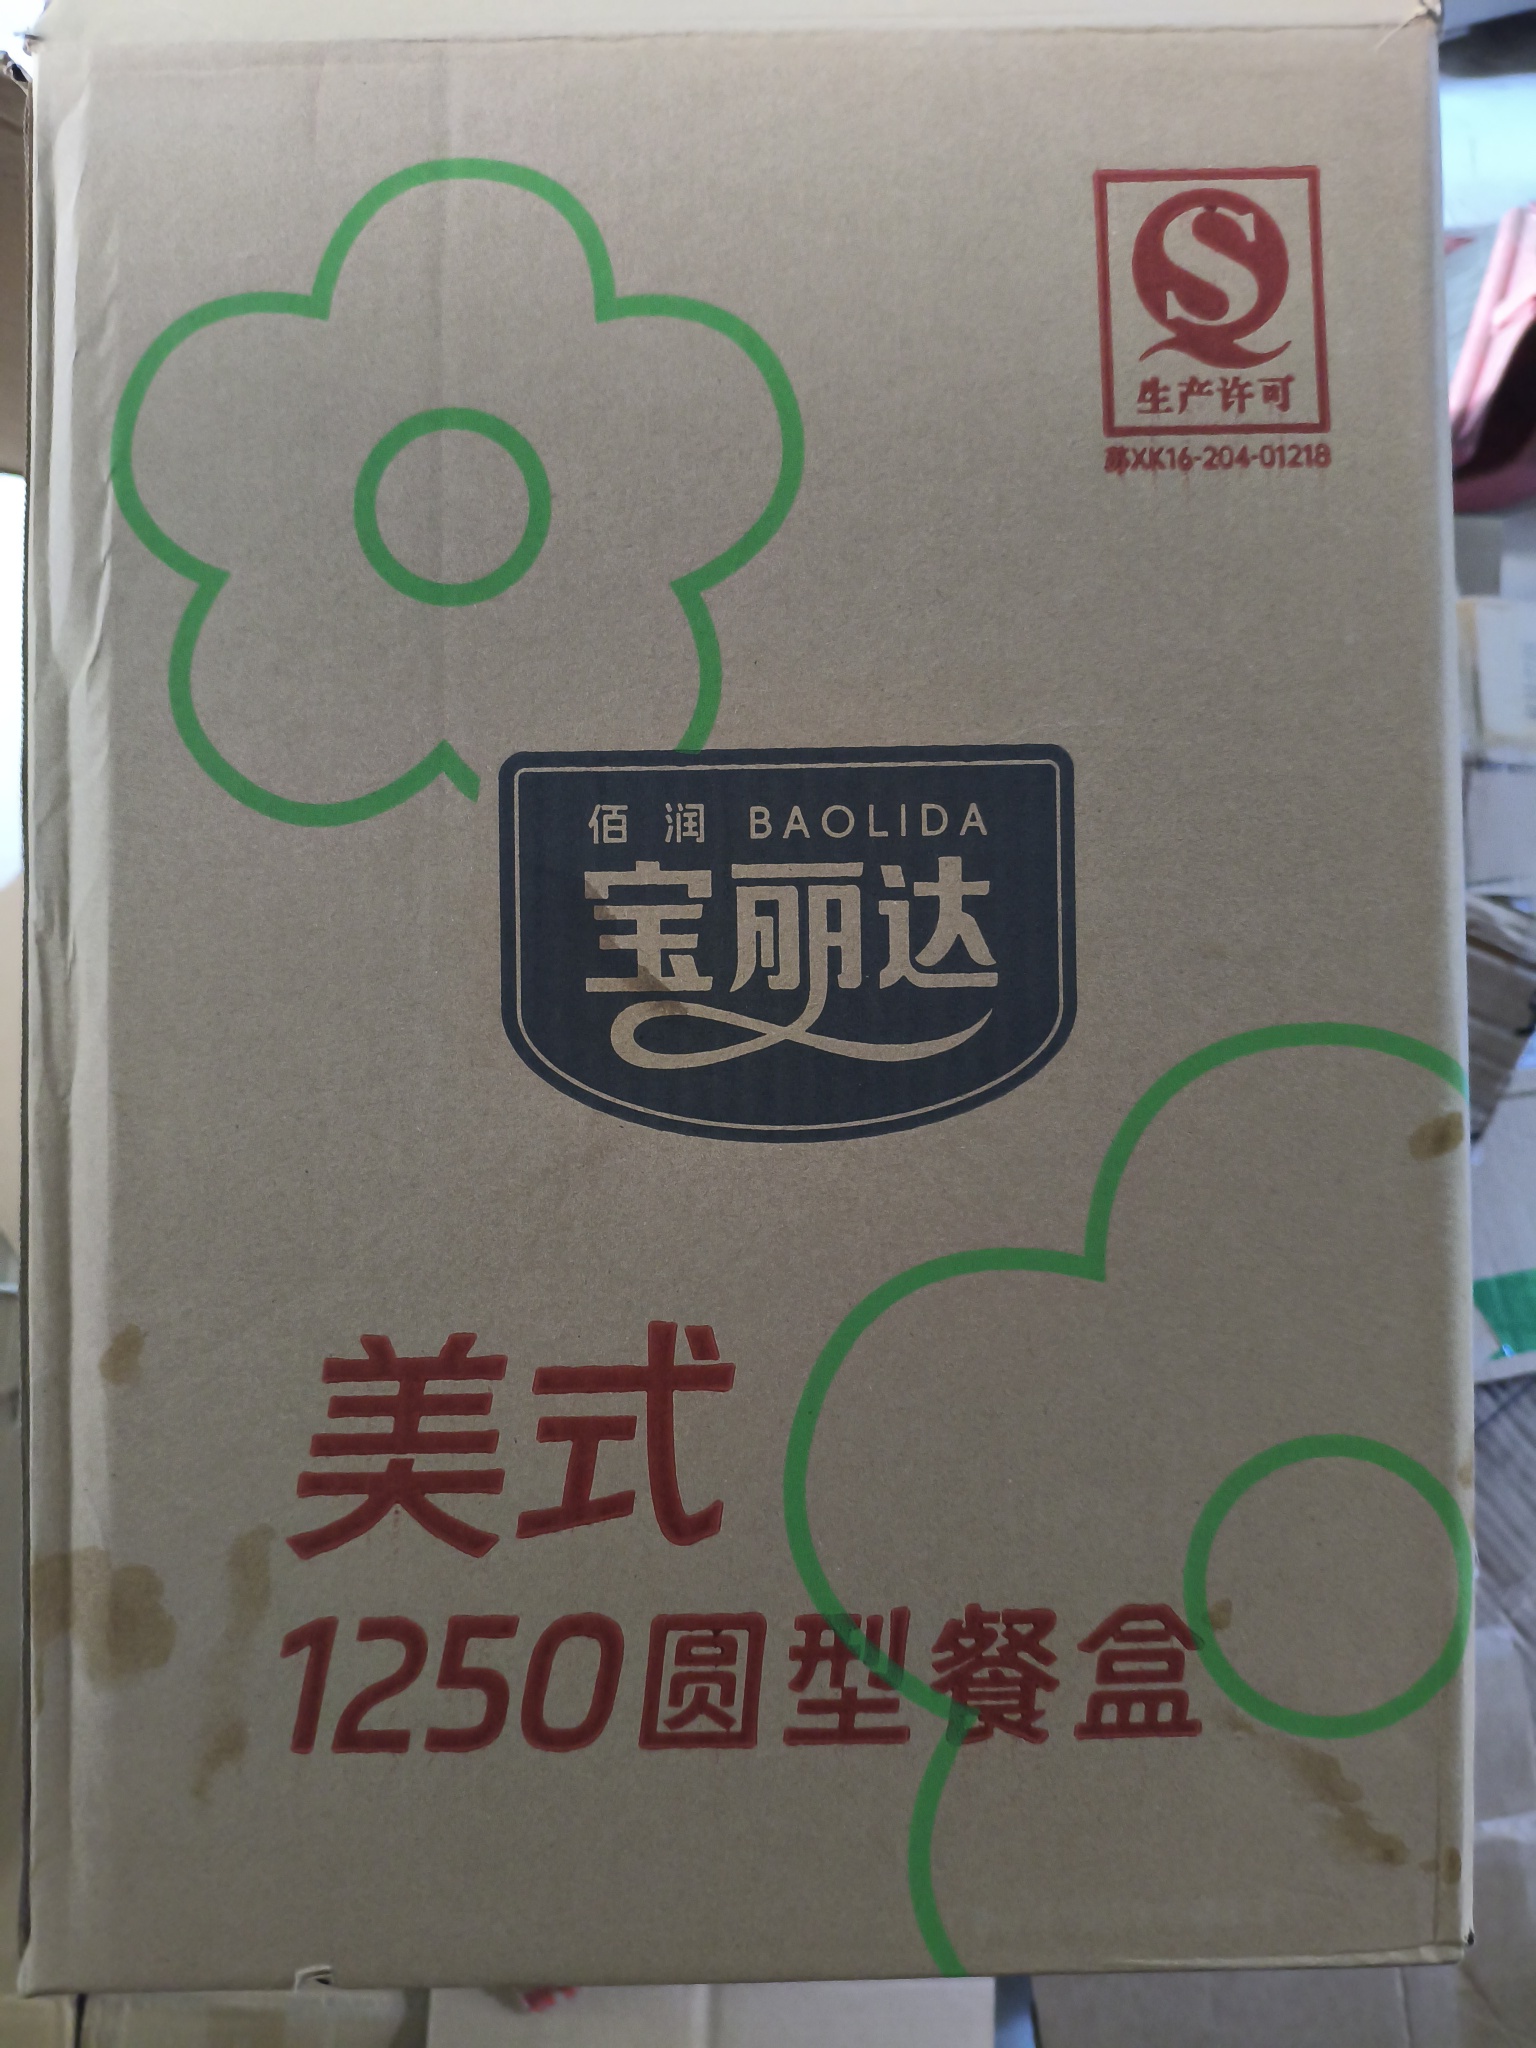 生产许可
苏XK16-204-01218
佰润 BAOLIDA
宝丽达
美式
1250圆型餐盒